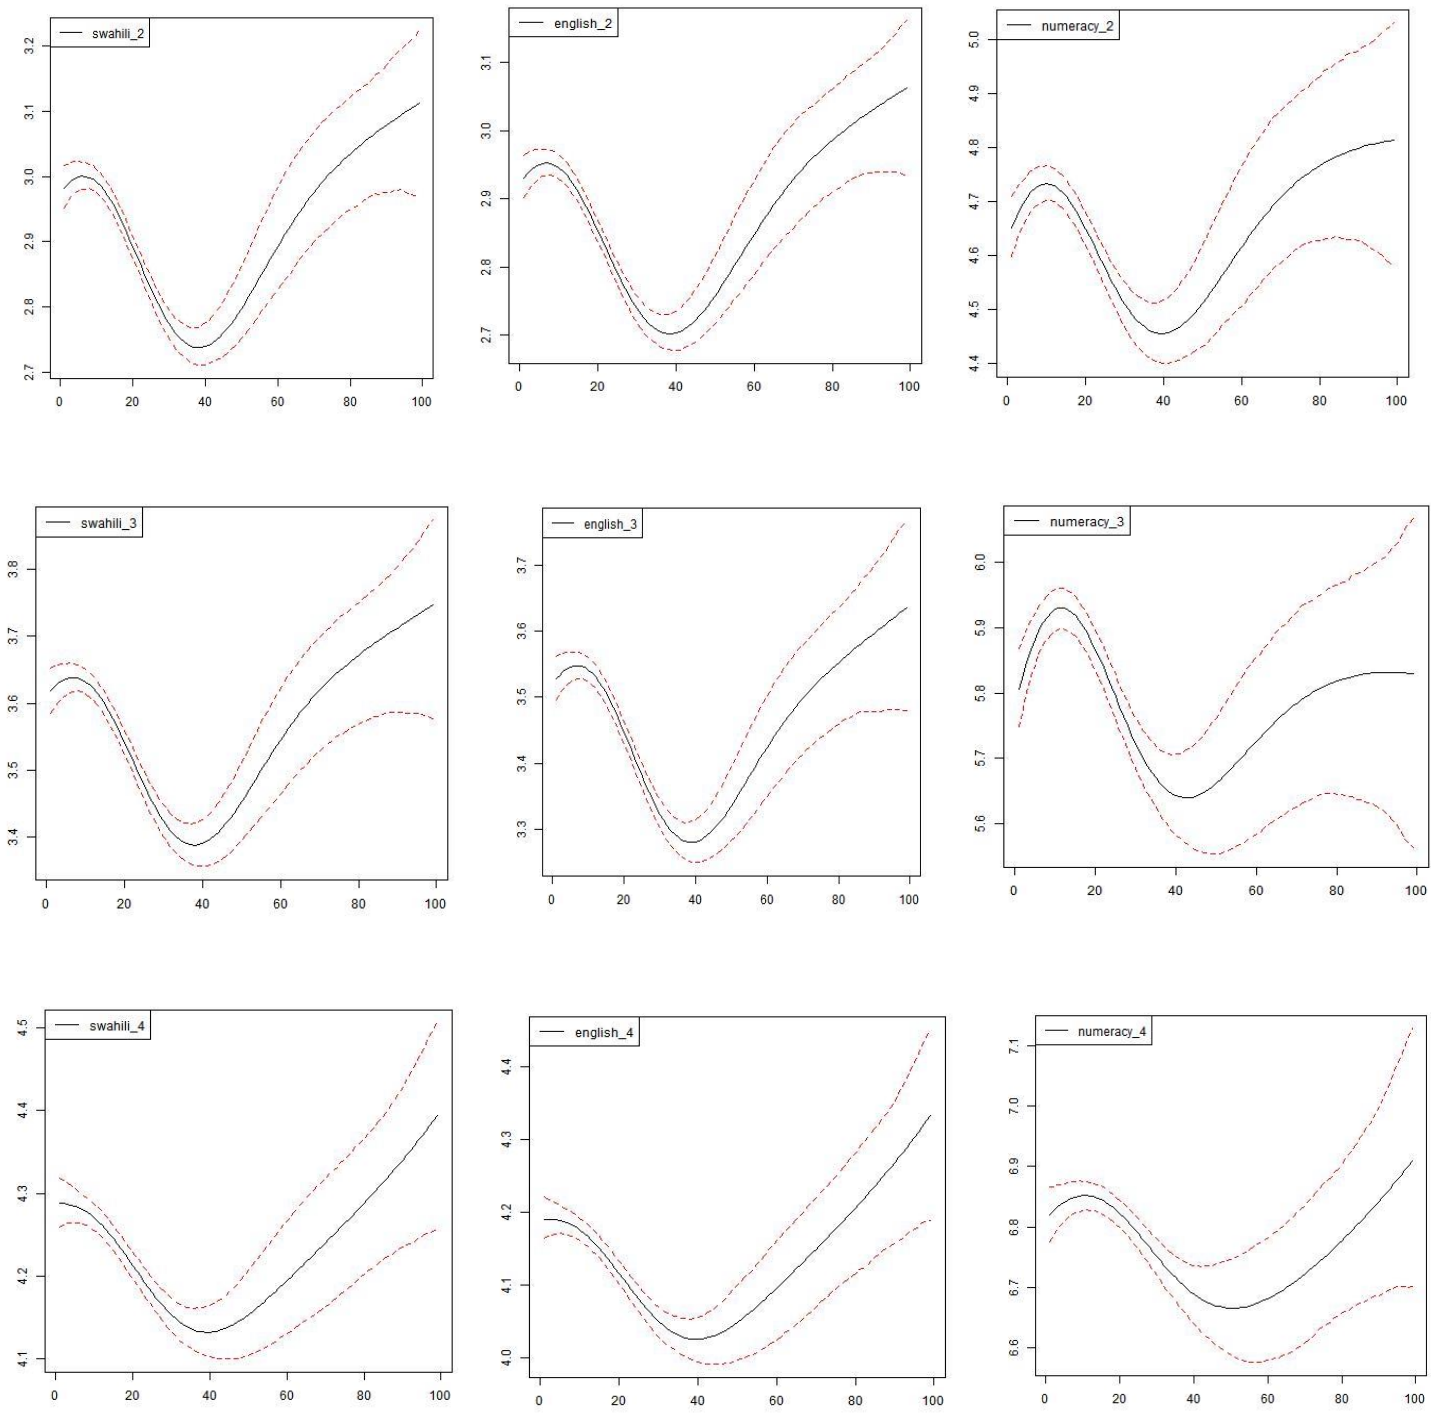 swahili_2
3.2
3.1
3.0
2.9
2.8
2.7
0 20 40 60 80 100
english_2
3.1
3.0
2.9
2.8
2.7
0 20 40 60 80 100
numeracy_2
5.0
4.9
4.8
4.7
4.6
4.5
4.4
0 20 40 60 80 100
swahili_3
3.8
3.7
3.6
3.5
3.4
0 20 40 60 80 100
english_3
3.7
3.6
3.5
3.4
3.3
0 20 40 60 80 100
numeracy_3
6.0
5.9
5.8
5.7
5.6
0 20 40 60 80 100
swahili_4
4.5
4.4
4.3
4.2
4.1
0 20 40 60 80 100
english_4
4.4
4.3
4.2
4.1
4.0
0 20 40 60 80 100
numeracy_4
7.1
7.0
6.9
6.8
6.7
6.6
0 20 40 60 80 100